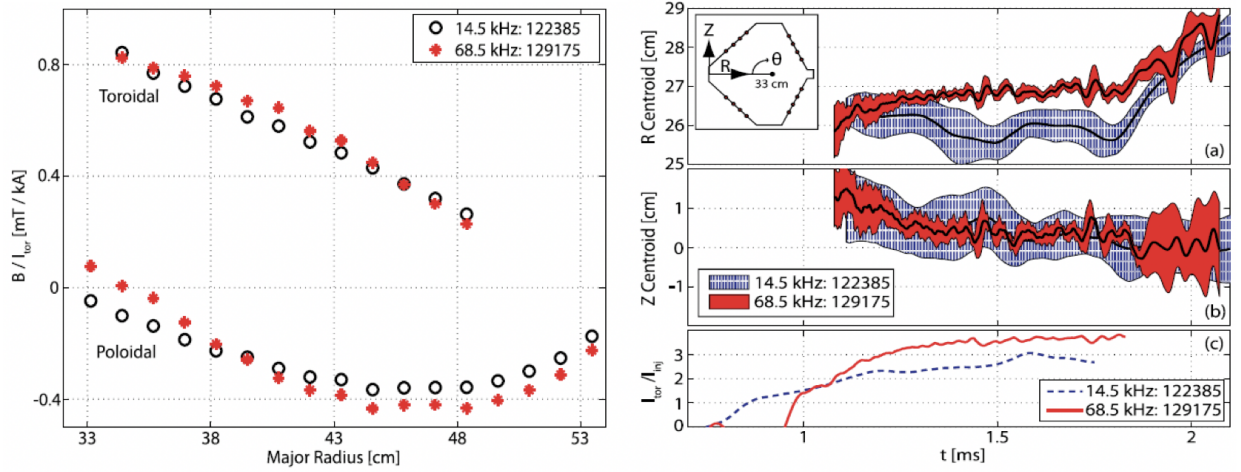 14.5 kHz: 122385
68.5 kHz: 129175
0.8
0.4
0
-0.4
Toroidal
Poloidal
B / I_tor [mT / kA]
33
38
43
48
53
Major Radius [cm]
29
28
27
26
25
R Centroid [cm]
Z
R
θ
33 cm
(a)
1
0
-1
Z Centroid [cm]
14.5 kHz: 122385
68.5 kHz: 129175
(b)
3
2
1
0
I_tor / I_inj
(c)
14.5 kHz: 122385
68.5 kHz: 129175
1
1.5
2
t [ms]